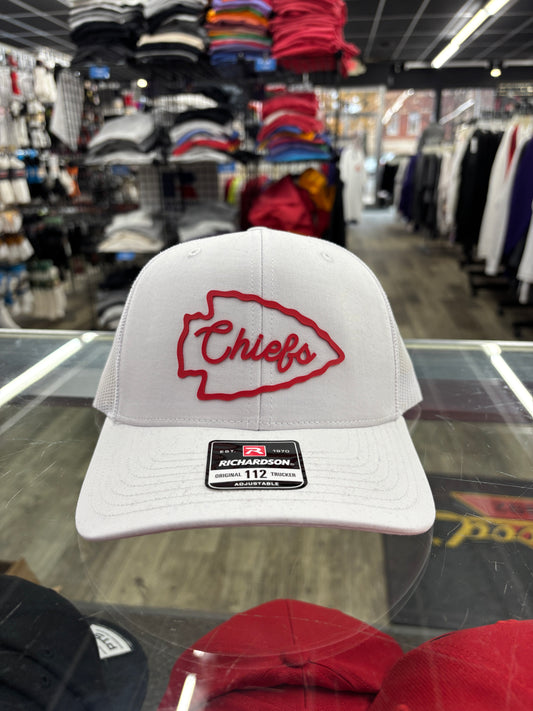 Chiefs
EST. R 1970
RICHARDSON
ORIGINAL 112 TRUCKER
ADJUSTABLE